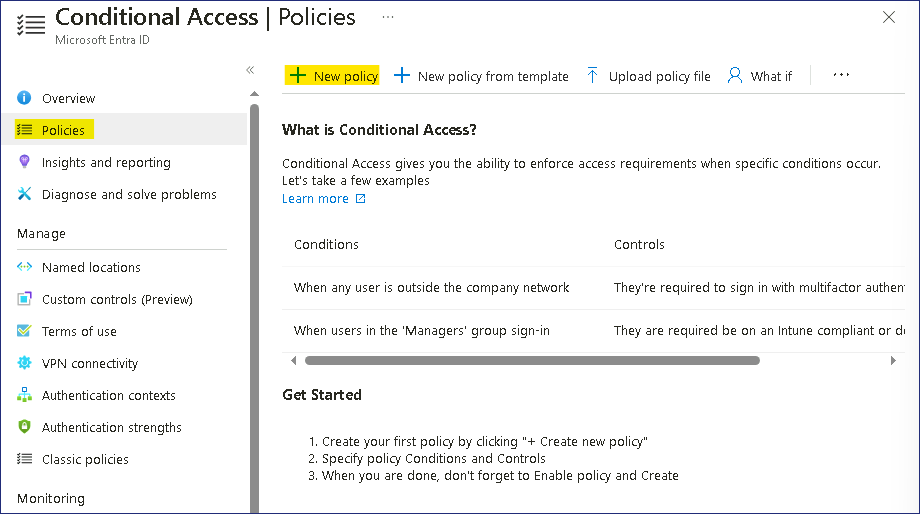 Conditional Access | Policies ...
Microsoft Entra ID
Overview
Policies
Insights and reporting
Diagnose and solve problems
Manage
Named locations
Custom controls (Preview)
Terms of use
VPN connectivity
Authentication contexts
Authentication strengths
Classic policies
Monitoring
+ New policy + New policy from template Upload policy file What if ...
What is Conditional Access?
Conditional Access gives you the ability to enforce access requirements when specific conditions occur.
Let's take a few examples
Learn more
Conditions Controls
When any user is outside the company network They're required to sign in with multifactor authent
When users in the 'Managers' group sign-in They are required be on an Intune compliant or do
Get Started
1. Create your first policy by clicking "+ Create new policy"
2. Specify policy Conditions and Controls
3. When you are done, don't forget to Enable policy and Create